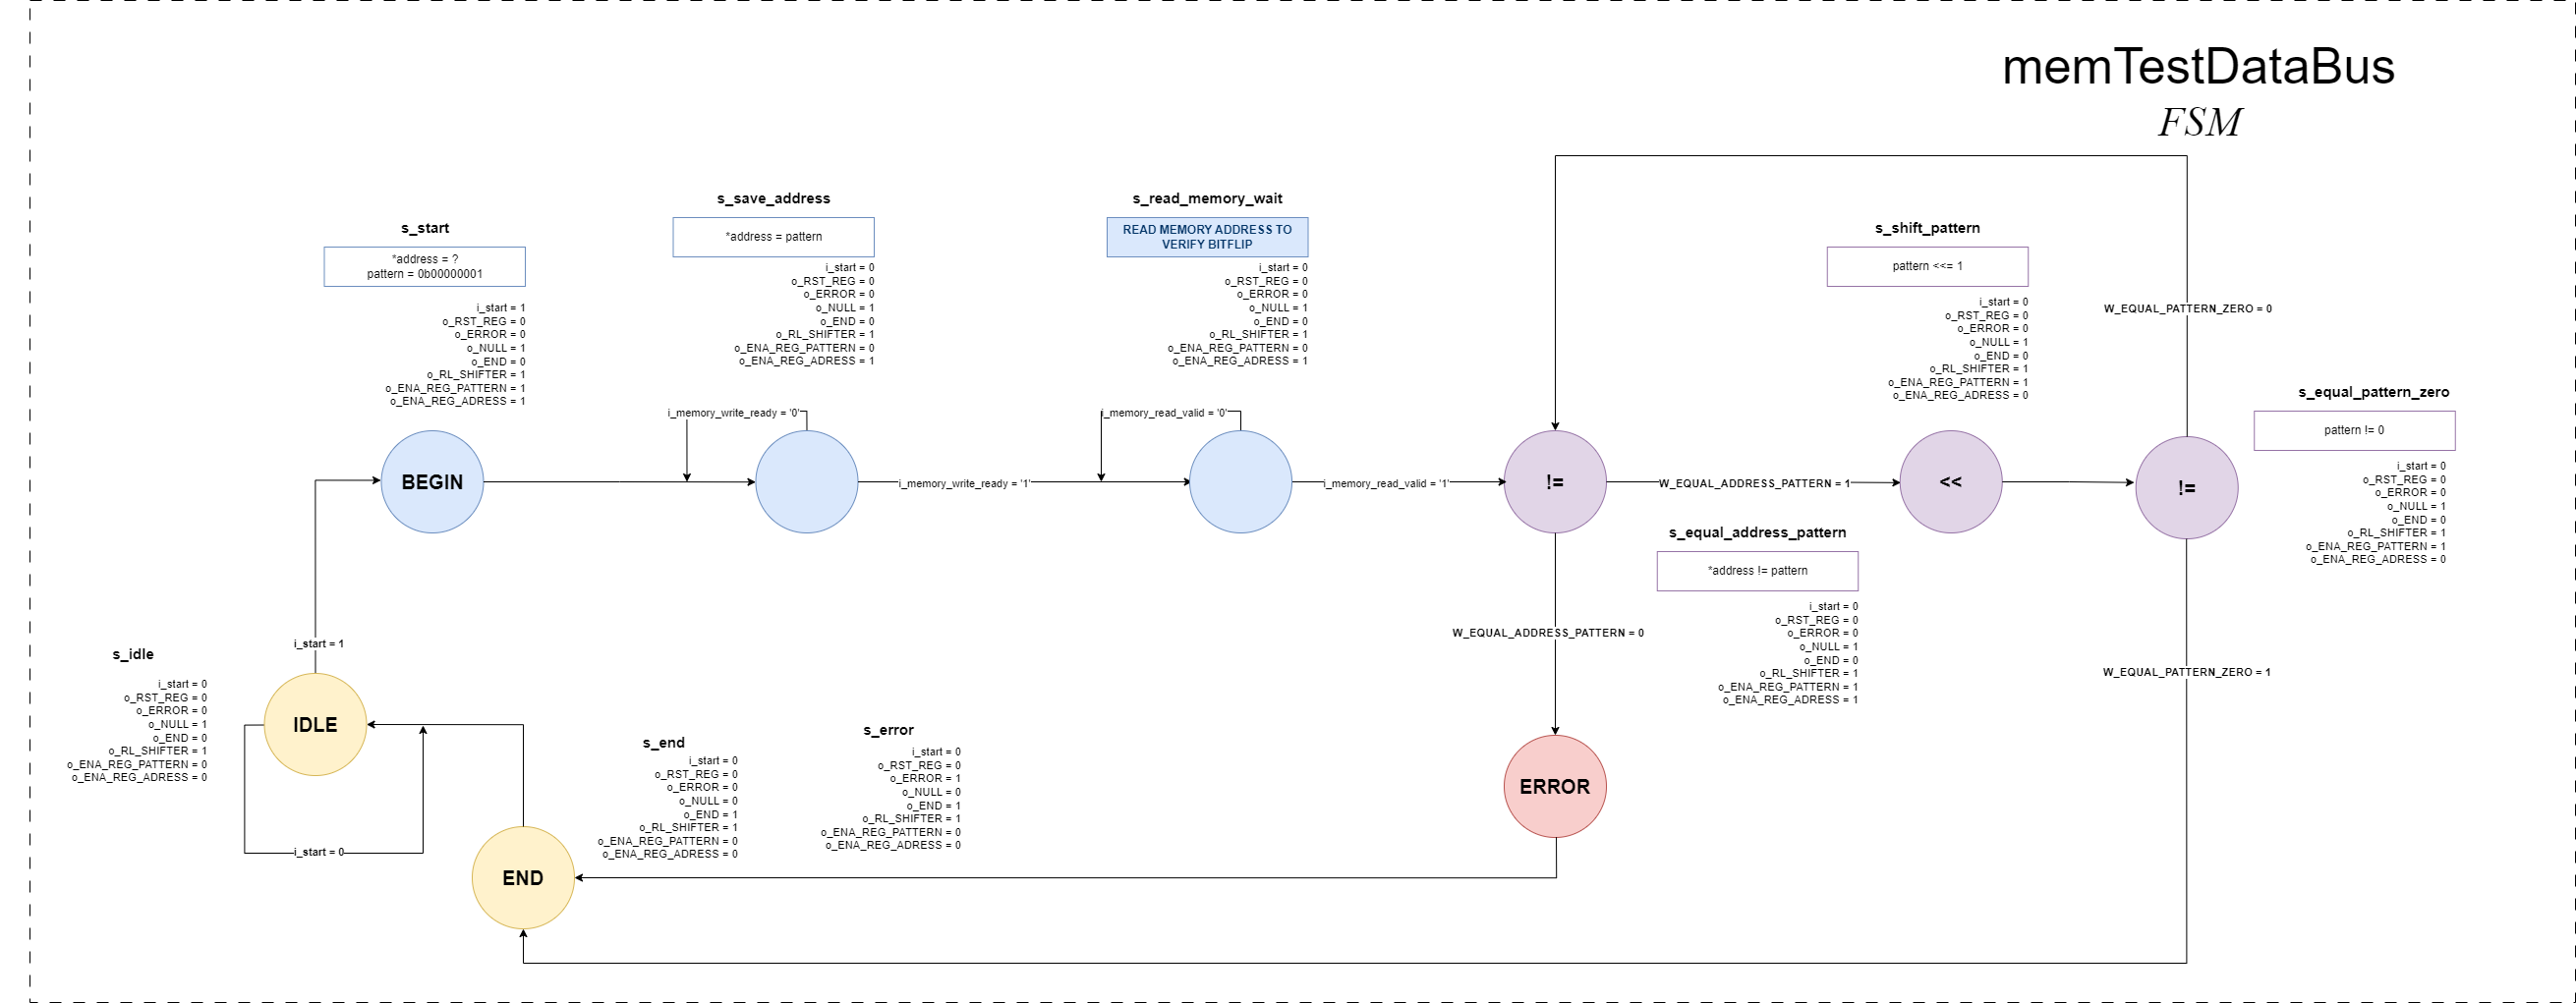 memTestDataBus
FSM
s_start
*address = ?
pattern = 0b00000001
i_start = 1
o_RST_REG = 0
o_ERROR = 0
o_NULL = 1
o_END = 0
o_RL_SHIFTER = 1
o_ENA_REG_PATTERN = 1
o_ENA_REG_ADRESS = 1
BEGIN
s_save_address
*address = pattern
i_start = 0
o_RST_REG = 0
o_ERROR = 0
o_NULL = 1
o_END = 0
o_RL_SHIFTER = 1
o_ENA_REG_PATTERN = 0
o_ENA_REG_ADRESS = 1
i_memory_write_ready = '0'
i_memory_write_ready = '1'
s_read_memory_wait
READ MEMORY ADDRESS TO
VERIFY BITFLIP
i_start = 0
o_RST_REG = 0
o_ERROR = 0
o_NULL = 1
o_END = 0
o_RL_SHIFTER = 1
o_ENA_REG_PATTERN = 0
o_ENA_REG_ADRESS = 1
i_memory_read_valid = '0'
i_memory_read_valid = '1'
!=
W_EQUAL_ADDRESS_PATTERN = 1
s_equal_address_pattern
*address != pattern
i_start = 0
o_RST_REG = 0
o_ERROR = 0
o_NULL = 1
o_END = 0
o_RL_SHIFTER = 1
o_ENA_REG_PATTERN = 1
o_ENA_REG_ADRESS = 1
W_EQUAL_ADDRESS_PATTERN = 0
s_shift_pattern
pattern <<= 1
i_start = 0
o_RST_REG = 0
o_ERROR = 0
o_NULL = 1
o_END = 0
o_RL_SHIFTER = 1
o_ENA_REG_PATTERN = 1
o_ENA_REG_ADRESS = 0
<<
W_EQUAL_PATTERN_ZERO = 0
!=
s_equal_pattern_zero
pattern != 0
i_start = 0
o_RST_REG = 0
o_ERROR = 0
o_NULL = 1
o_END = 0
o_RL_SHIFTER = 1
o_ENA_REG_PATTERN = 1
o_ENA_REG_ADRESS = 0
W_EQUAL_PATTERN_ZERO = 1
i_start = 1
s_idle
i_start = 0
o_RST_REG = 0
o_ERROR = 0
o_NULL = 1
o_END = 0
o_RL_SHIFTER = 1
o_ENA_REG_PATTERN = 0
o_ENA_REG_ADRESS = 0
IDLE
i_start = 0
END
s_end
i_start = 0
o_RST_REG = 0
o_ERROR = 0
o_NULL = 0
o_END = 1
o_RL_SHIFTER = 1
o_ENA_REG_PATTERN = 0
o_ENA_REG_ADRESS = 0
s_error
i_start = 0
o_RST_REG = 0
o_ERROR = 1
o_NULL = 0
o_END = 1
o_RL_SHIFTER = 1
o_ENA_REG_PATTERN = 0
o_ENA_REG_ADRESS = 0
ERROR